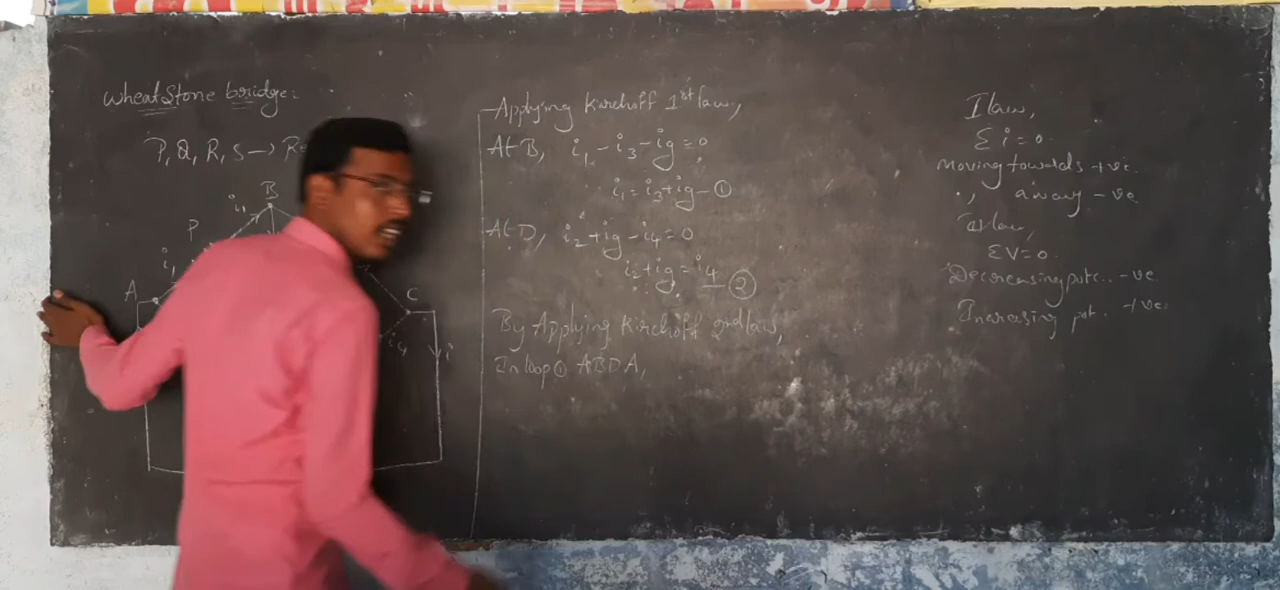 Wheatstone bridge:
P, Q, R, S → R
B
i₁
P
i₁
A
C
i₄
i
Applying Kirchoff 1st law,
At B, i₁ - i₃ - ig = 0
i₁ = i₃ + ig - ①
At D, i₂ + ig - i₄ = 0
i₂ + ig = i₄ - ②
By Applying Kirchoff 2nd law,
In loop ① ABDA,
I law,
Σ i = 0
moving towards +ve
,, away - ve
law,
ΣV = 0
Decreasing pot. -ve
Increasing pot. +ve